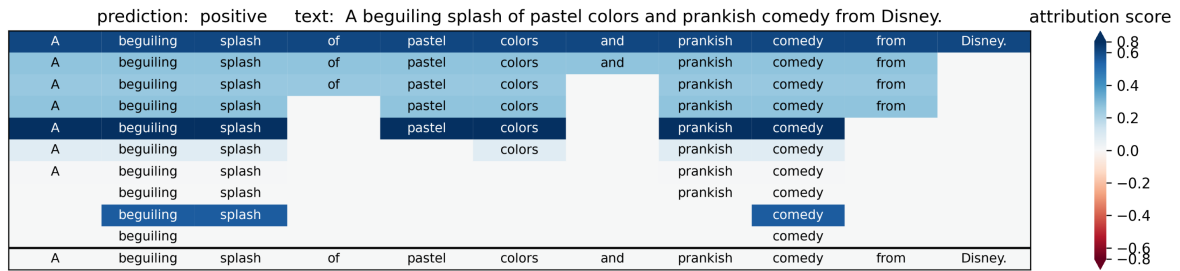 prediction: positive text: A beguiling splash of pastel colors and prankish comedy from Disney. attribution score
A beguiling splash of pastel colors and prankish comedy from Disney.
A beguiling splash of pastel colors and prankish comedy from
A beguiling splash of pastel colors prankish comedy from
A beguiling splash pastel colors prankish comedy from
A beguiling splash pastel colors prankish comedy
A beguiling splash colors prankish comedy
A beguiling splash prankish comedy
beguiling splash prankish comedy
beguiling splash comedy
beguiling comedy
A beguiling splash of pastel colors and prankish comedy from Disney.
0.8
0.6
0.4
0.2
0.0
−0.2
−0.4
−0.6
−0.8